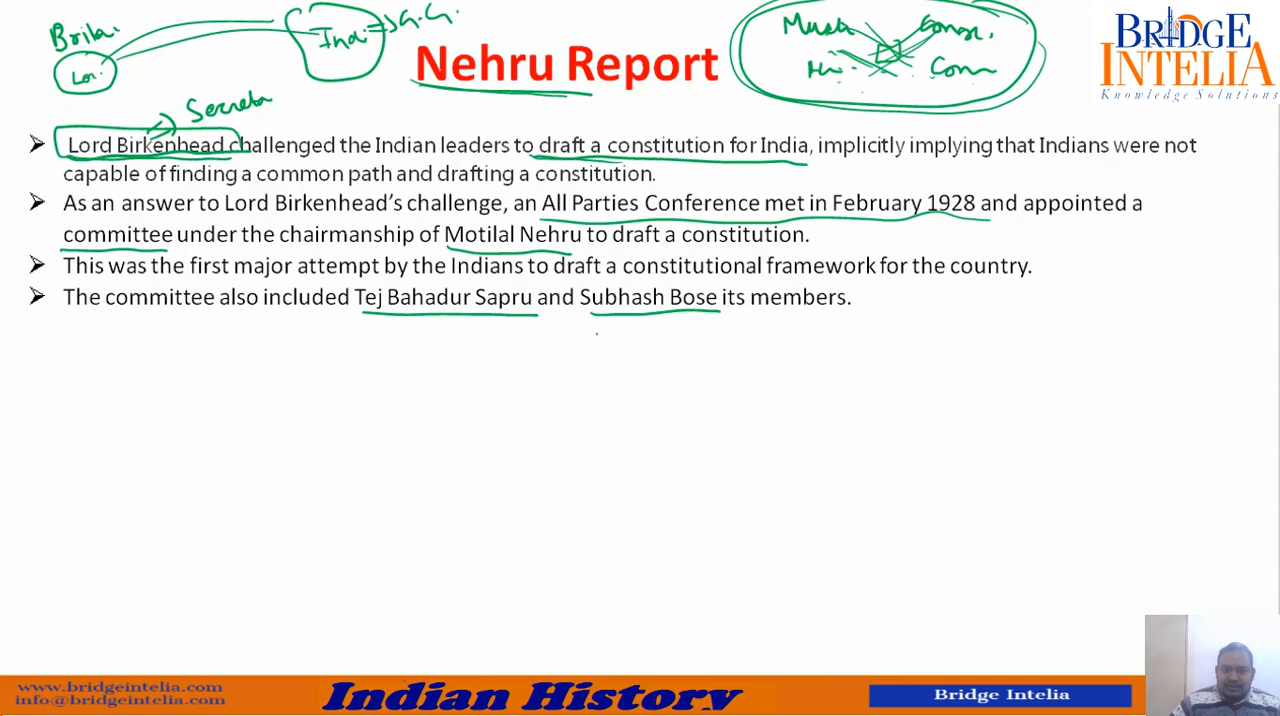 Nehru Report
BRIDGE
INTELIA
Knowledge Solutions
➤ Lord Birkenhead challenged the Indian leaders to draft a constitution for India, implicitly implying that Indians were not
capable of finding a common path and drafting a constitution.
➤ As an answer to Lord Birkenhead's challenge, an All Parties Conference met in February 1928 and appointed a
committee under the chairmanship of Motilal Nehru to draft a constitution.
➤ This was the first major attempt by the Indians to draft a constitutional framework for the country.
➤ The committee also included Tej Bahadur Sapru and Subhash Bose its members.
www.bridgeintelia.com
info@bridgeintelia.com
Indian History
Bridge Intelia